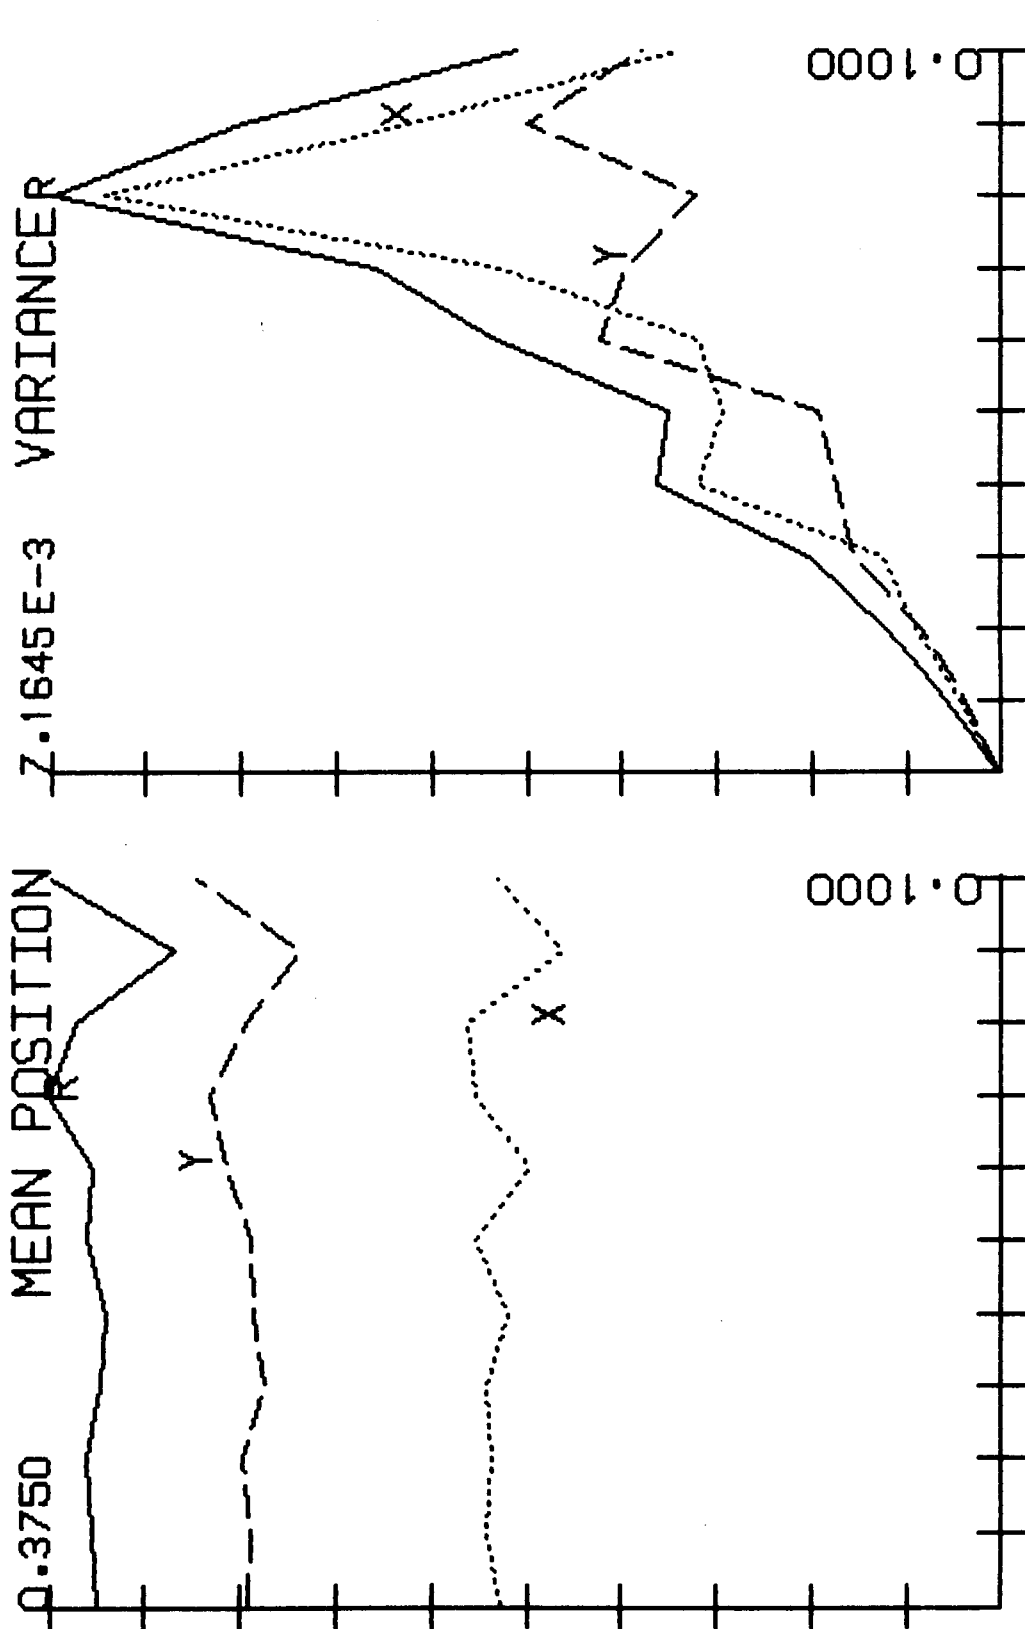 0.3750 MEAN POSITION
R
Y
X
0.1000
7.1645E-3 VARIANCE
R
X
Y
0.1000